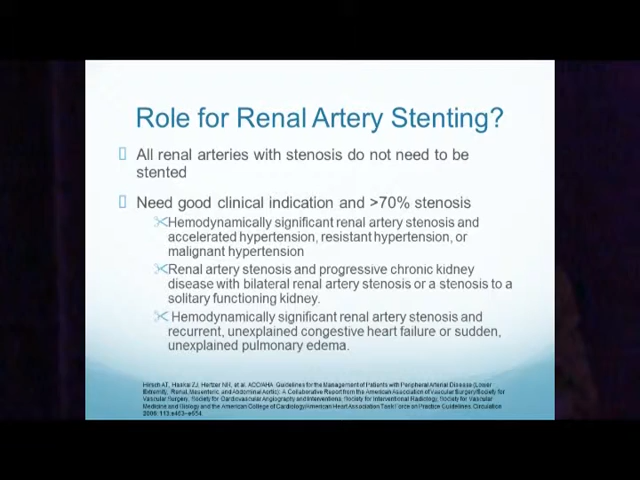 Role for Renal Artery Stenting?
All renal arteries with stenosis do not need to be
stented
Need good clinical indication and >70% stenosis
Hemodynamically significant renal artery stenosis and
accelerated hypertension, resistant hypertension, or
malignant hypertension
Renal artery stenosis and progressive chronic kidney
disease with bilateral renal artery stenosis or a stenosis to a
solitary functioning kidney.
Hemodynamically significant renal artery stenosis and
recurrent, unexplained congestive heart failure or sudden,
unexplained pulmonary edema.
Hirsch AT, Haskal ZJ, Hertzer NR, et al. ACC/AHA Guidelines for the Management of Patients with Peripheral Arterial Disease (Lower
Extremity, Renal, Mesenteric, and Abdominal Aortic): A Collaborative Report from the American Association of Vascular Surgery/Society for
Vascular Surgery, Society for Cardiovascular Angiography and Interventions, Society for Interventional Radiology, Society for Vascular
Medicine and Biology and the American College of Cardiology/American Heart Association Task Force on Practice Guidelines. Circulation
2006; 113:e463–e654.